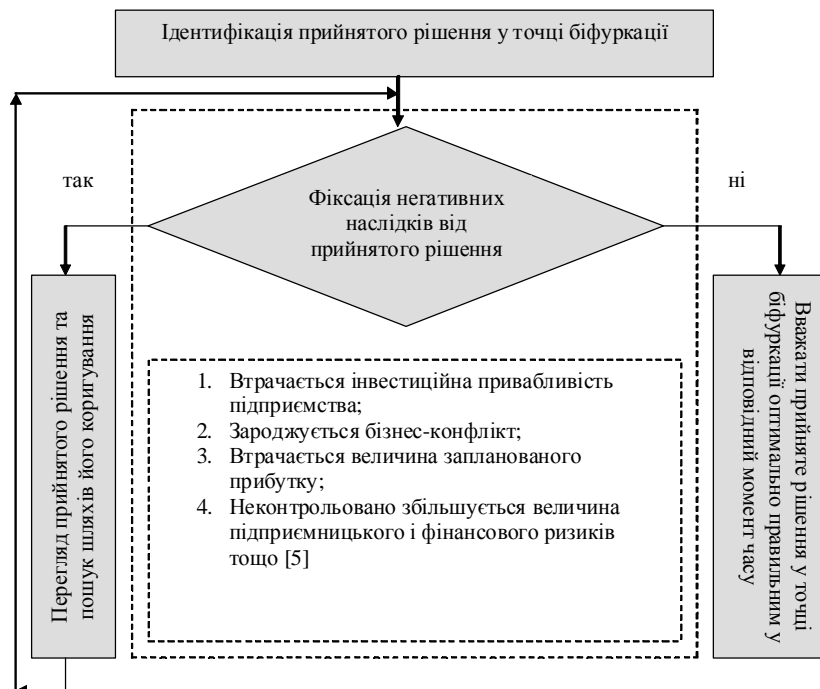 Ідентифікація прийнятого рішення у точці біфуркації
так
ні
Фіксація негативних
наслідків від
прийнятого рішення
Перегляд прийнятого рішення та
пошук шляхів його коригування
1. Втрачається інвестиційна привабливість
підприємства;
2. Зароджується бізнес-конфлікт;
3. Втрачається величина запланованого
прибутку;
4. Неконтрольовано збільшується величина
підприємницького і фінансового ризиків
тощо [5]
Вважати прийняте рішення у точці
біфуркації оптимально правильним у
відповідний момент часу